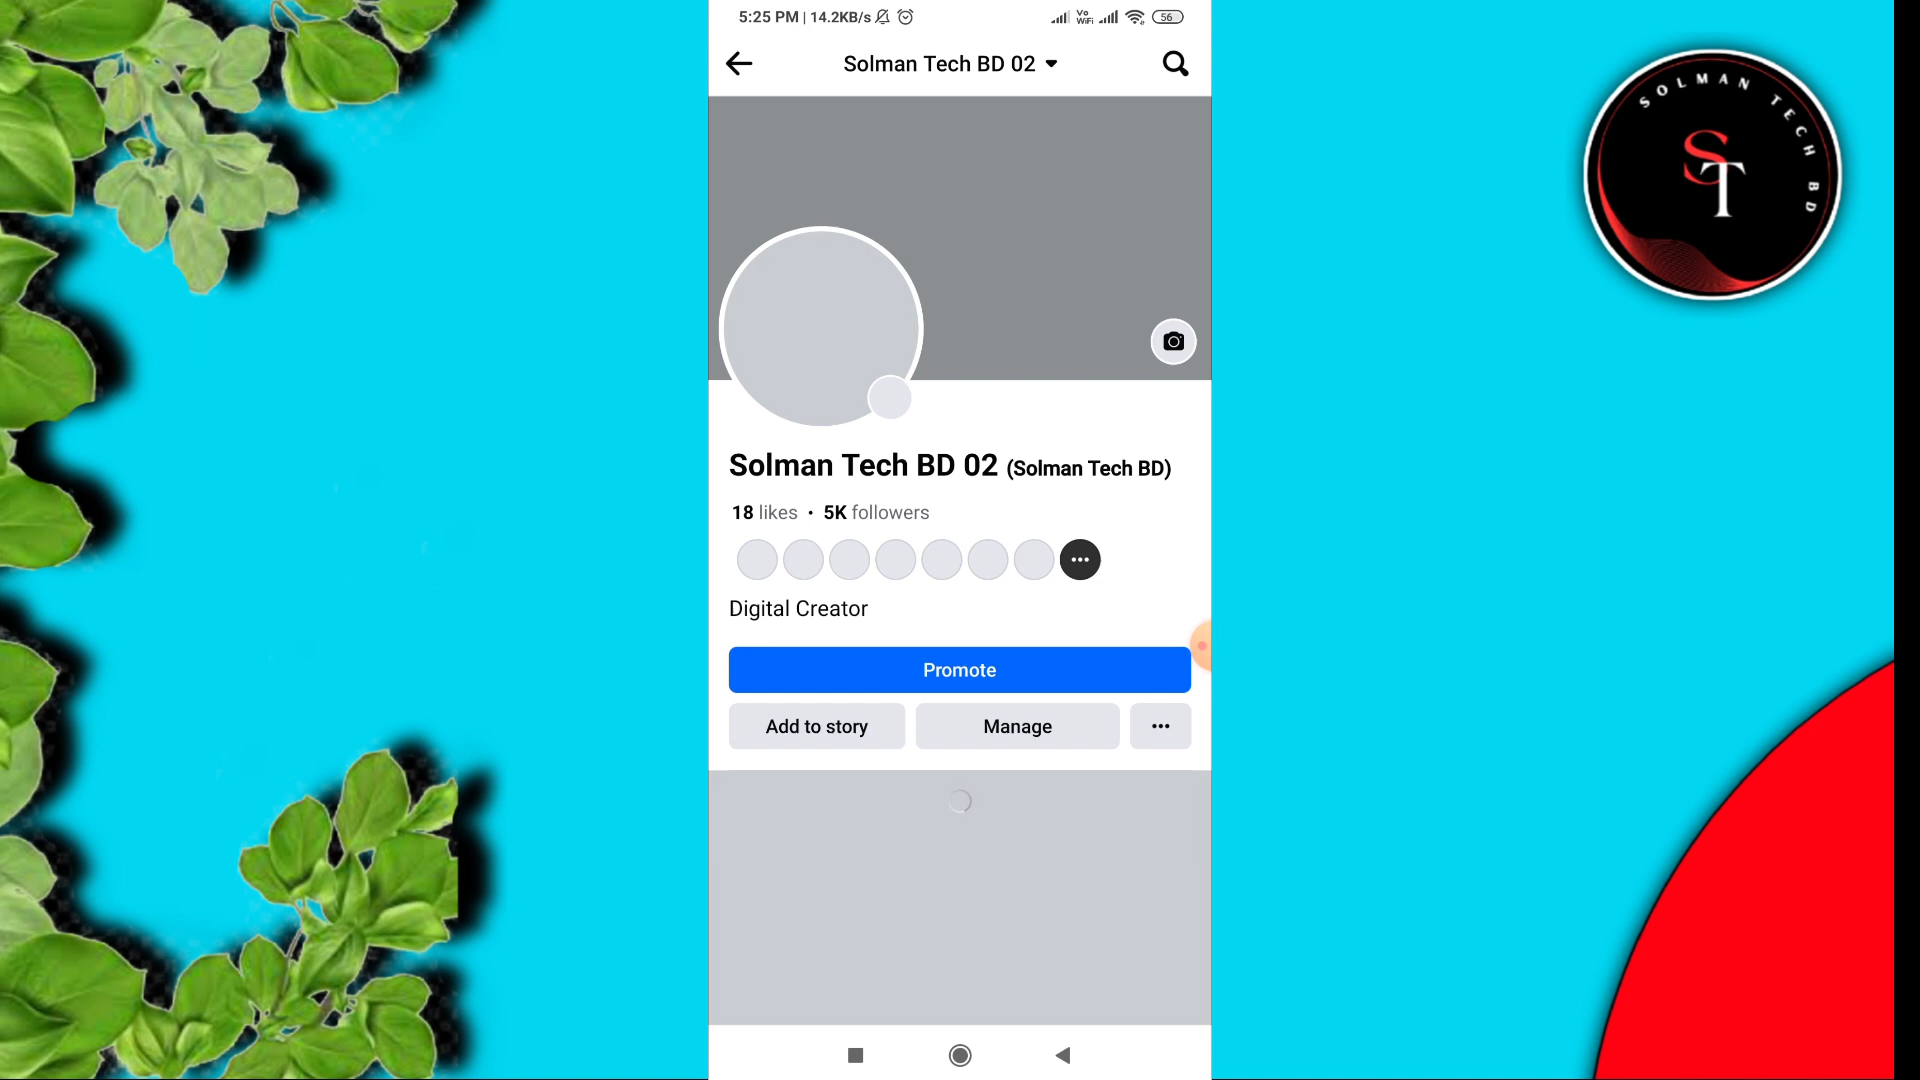 5:25 PM | 14.2KB/s
Vo
WiFi
56
Solman Tech BD 02
SOLMAN TECH BD
ST
Solman Tech BD 02 (Solman Tech BD)
18 likes • 5K followers
Digital Creator
Promote
Add to story
Manage